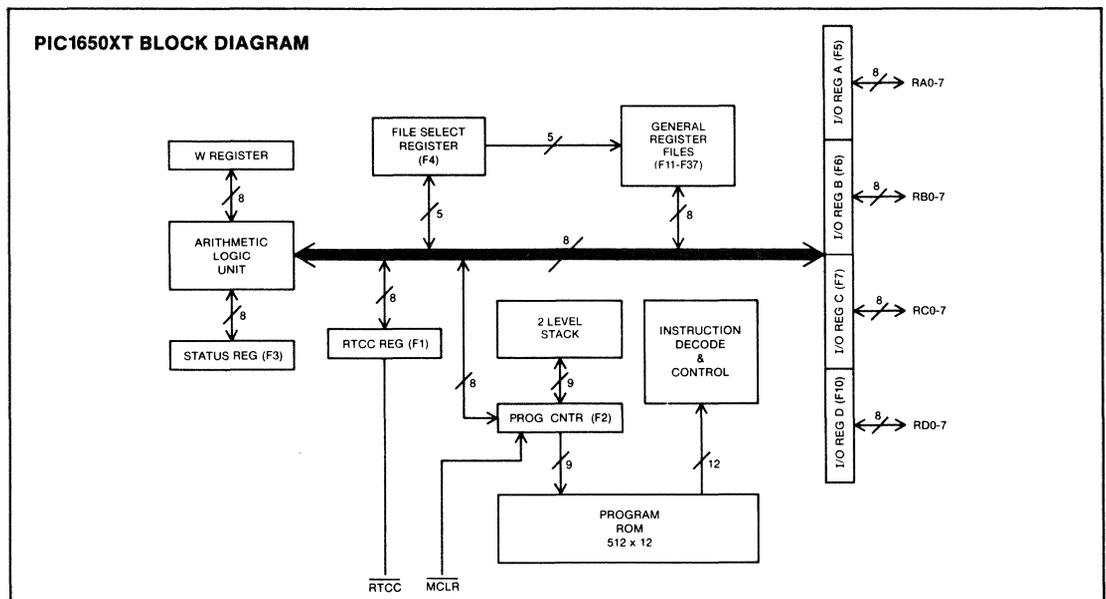 PIC1650XT BLOCK DIAGRAM
W REGISTER
8
ARITHMETIC
LOGIC
UNIT
8
STATUS REG (F3)
FILE SELECT
REGISTER
(F4)
5
5
GENERAL
REGISTER
FILES
(F11-F37)
8
8
8
RTCC REG (F1)
8
2 LEVEL
STACK
9
PROG CNTR (F2)
9
INSTRUCTION
DECODE
&
CONTROL
12
PROGRAM
ROM
512 x 12
RTCC
MCLR
I/O REG A (F5)
8
RA0-7
I/O REG B (F6)
8
RB0-7
I/O REG C (F7)
8
RC0-7
I/O REG D (F10)
8
RD0-7